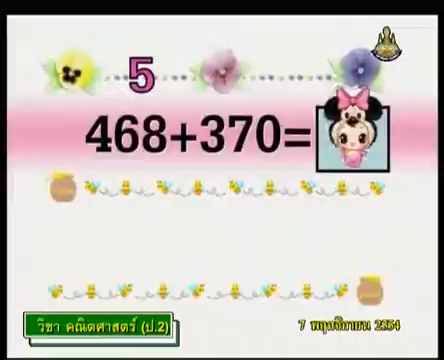 5
468+370=
วิชา คณิตศาสตร์ (ป.2)
7 พฤศจิกายน 2554